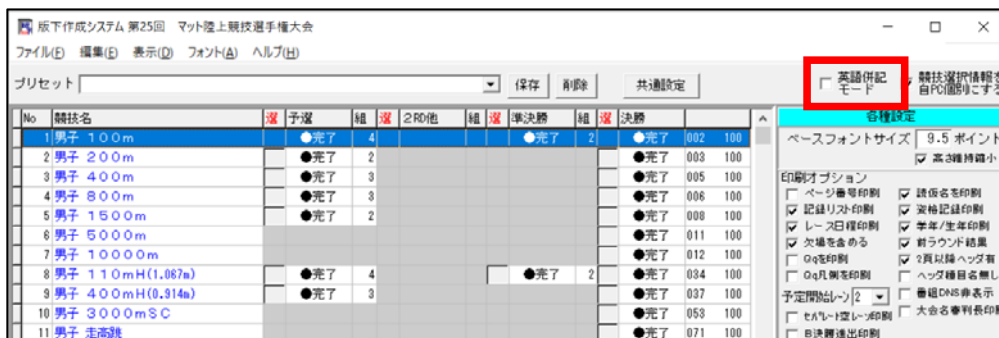 版下作成システム 第25回　マット陸上競技選手権大会
ファイル(F) 編集(E) 表示(D) フォント(A) ヘルプ(H)
プリセット 保存 削除 共通設定 英語併記モード 競技選択情報を自PC個別にする
No 競技名 選 予選 組 選 2RD他 組 選 準決勝 組 選 決勝
1 男子 100m ●完了 4 ●完了 2 ●完了 002 100
2 男子 200m ●完了 2 ●完了 003 100
3 男子 400m ●完了 3 ●完了 005 100
4 男子 800m ●完了 3 ●完了 006 100
5 男子 1500m ●完了 2 ●完了 008 100
6 男子 5000m ●完了 011 100
7 男子 10000m ●完了 012 100
8 男子 110mH(1.067m) ●完了 4 ●完了 2 ●完了 034 100
9 男子 400mH(0.914m) ●完了 3 ●完了 037 100
10 男子 3000mSC ●完了 053 100
11 男子 走高跳 ●完了 071 100
各種設定
ベースフォントサイズ 9.5 ポイント
高さ維持縮小
印刷オプション
ページ番号印刷 読仮名を印刷
記録リスト印刷 資格記録印刷
レース日程印刷 学年/生年印刷
欠場を含める 前ラウンド結果
Qqを印刷 2頁以降ヘッダ有
Qq凡例を印刷 ヘッダ種目名無し
予定開始レーン 2 番組DNS非表示
セパレート空レーン印刷 大会名審判長印刷
B決勝進出印刷